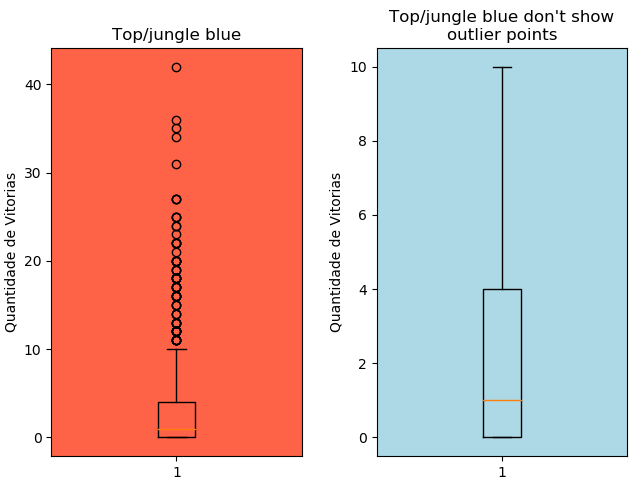 Top/jungle blue
Quantidade de Vitorias
40
30
20
10
0
1
Top/jungle blue don't show
outlier points
Quantidade de Vitorias
10
8
6
4
2
0
1